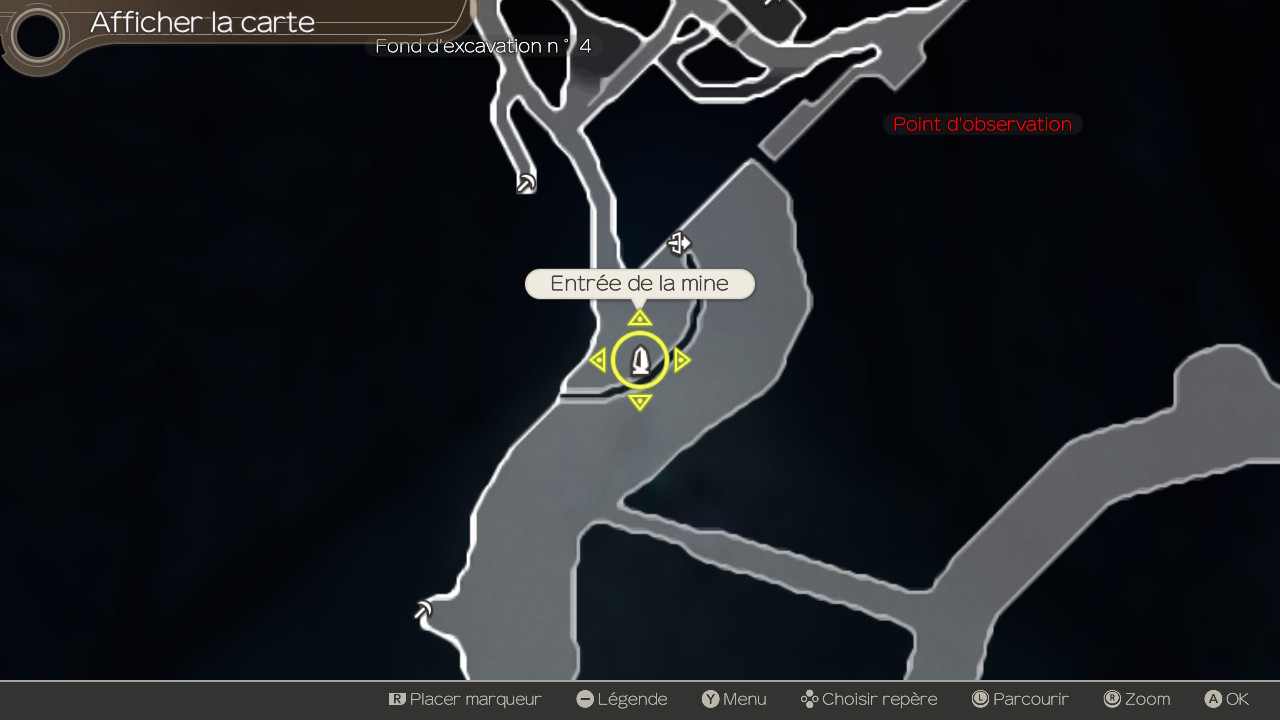 Afficher la carte
Fond d'excavation n° 4
Point d'observation
Entrée de la mine
R Placer marqueur
Légende
Y Menu
Choisir repère
L Parcourir
R Zoom
A OK